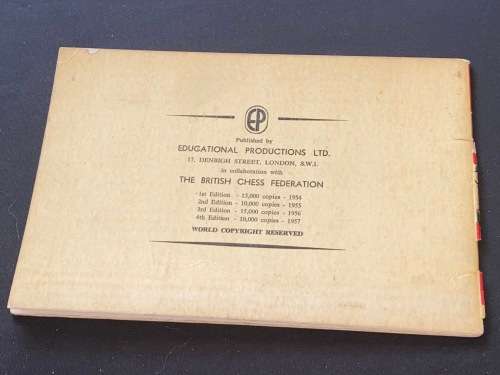 EP
Published by
EDUCATIONAL PRODUCTIONS LTD.
17, DENBIGH STREET, LONDON, S.W.1.
in collaboration with
THE BRITISH CHESS FEDERATION
1st Edition - 15,000 copies - 1954
2nd Edition - 10,000 copies - 1955
3rd Edition - 15,000 copies - 1956
4th Edition - 20,000 copies - 1957
WORLD COPYRIGHT RESERVED